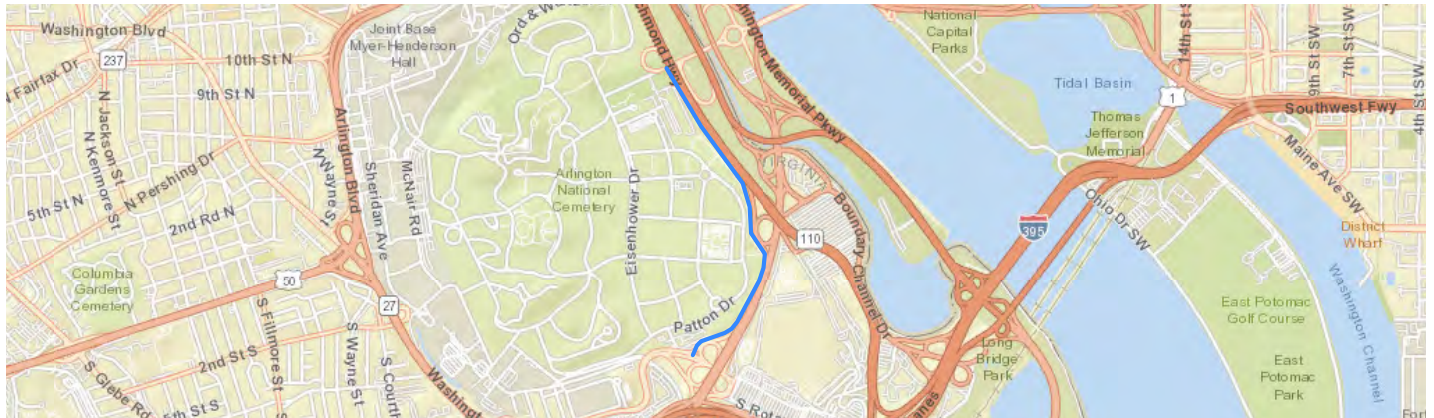 Washington Blvd
237
N Fairfax Dr
10th St N
9th St N
N Jackson St
N Kenmore St
N Pershing Dr
5th St N
2nd Rd N
N Wayne St
Arlington Blvd
Sheridan Ave
McNair Rd
Joint Base
Myer-Henderson
Hall
Columbia
Gardens
Cemetery
50
27
S Fillmore St
S Wayne St
2nd St S
S Glebe Rd
5th St S
Arlington
National
Cemetery
Eisenhower Dr
Patton Dr
VIRGINIA
110
Boundary Channel Dr
Long
Bridge
Park
National
Capital
Parks
Tidal Basin
14th St S
1
Thomas
Jefferson
Memorial
Southwest Fwy
9th St SW
7th St SW
4th St SW
Maine Ave SW
Ohio Dr SW
395
District
Wharf
Washington Channel
East Potomac
Golf Course
East
Potomac
Park